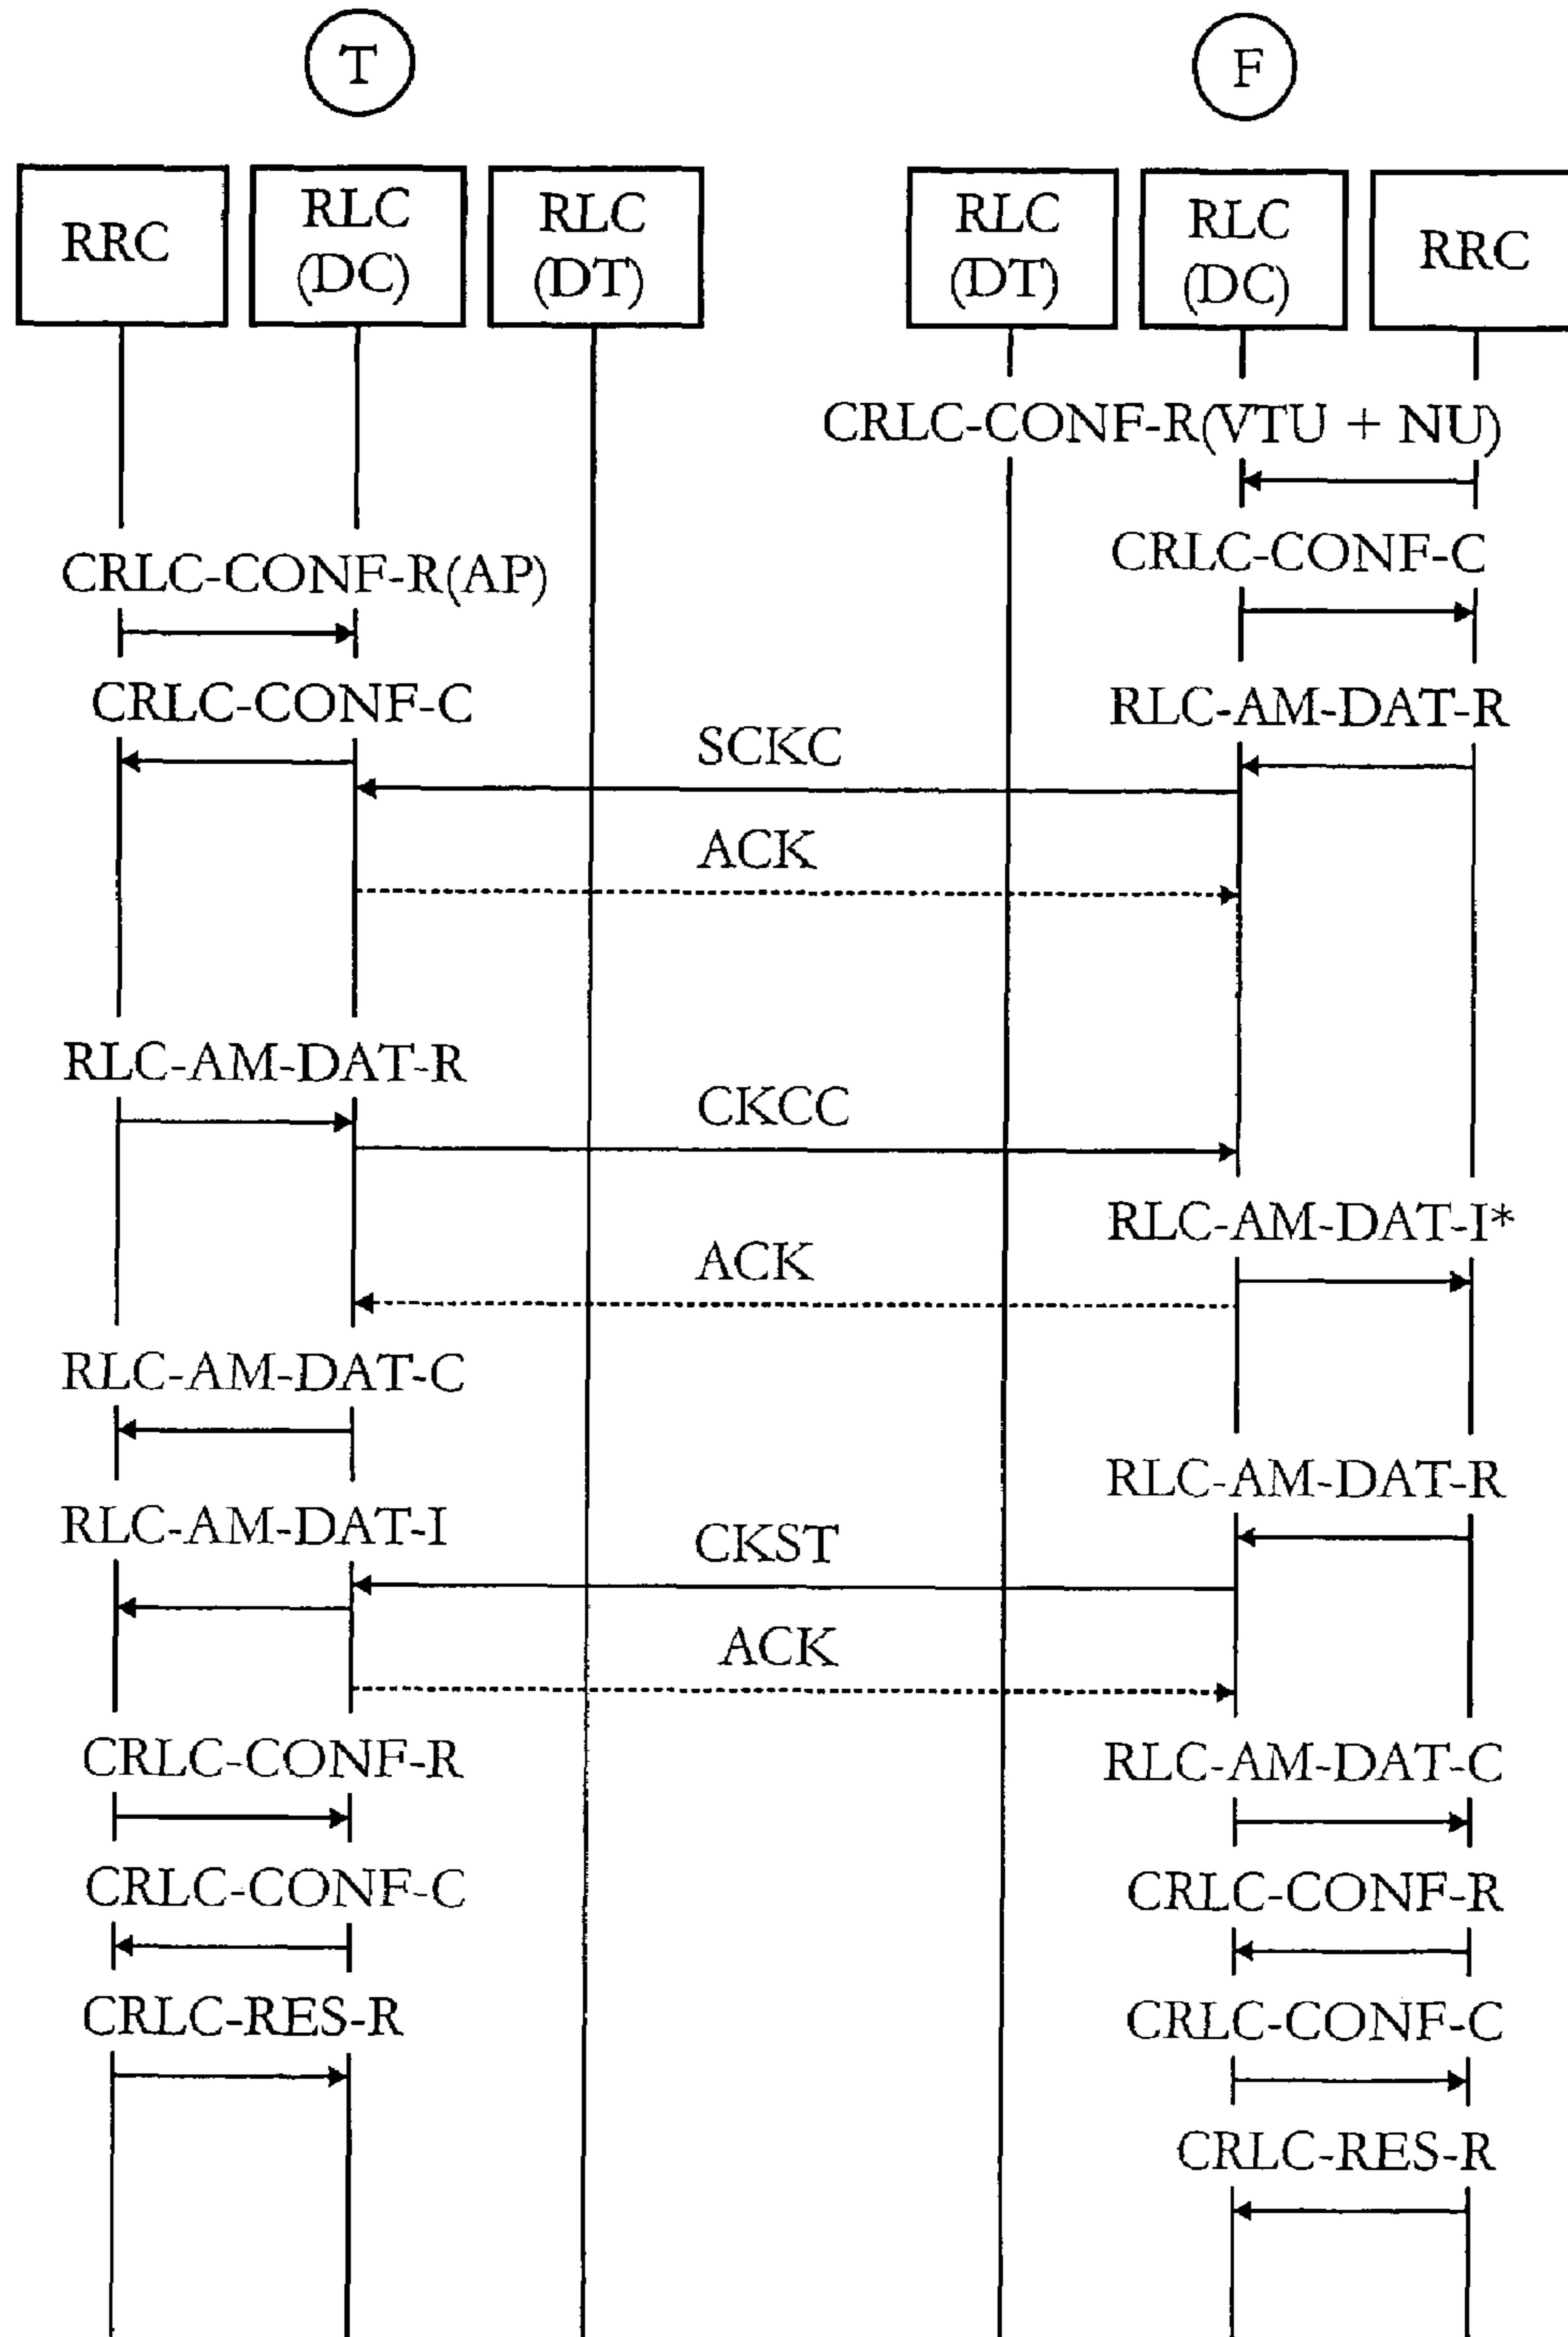 T
F
RRC
RLC
(DC)
RLC
(DT)
RLC
(DT)
RLC
(DC)
RRC
CRLC-CONF-R(VTU + NU)
CRLC-CONF-C
CRLC-CONF-R(AP)
CRLC-CONF-C
RLC-AM-DAT-R
SCKC
ACK
RLC-AM-DAT-R
CKCC
RLC-AM-DAT-I*
ACK
RLC-AM-DAT-C
RLC-AM-DAT-R
RLC-AM-DAT-I
CKST
ACK
CRLC-CONF-R
RLC-AM-DAT-C
CRLC-CONF-C
CRLC-CONF-R
CRLC-RES-R
CRLC-CONF-C
CRLC-RES-R